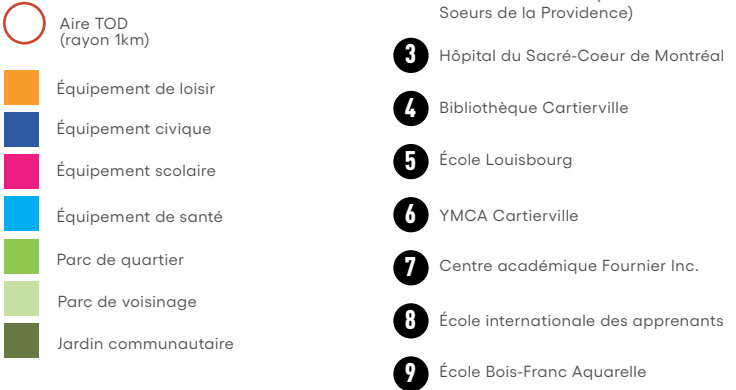 Aire TOD
(rayon 1km)
Équipement de loisir
Équipement civique
Équipement scolaire
Équipement de santé
Parc de quartier
Parc de voisinage
Jardin communautaire
Soeurs de la Providence)
3 Hôpital du Sacré-Coeur de Montréal
4 Bibliothèque Cartierville
5 École Louisbourg
6 YMCA Cartierville
7 Centre académique Fournier Inc.
8 École internationale des apprenants
9 École Bois-Franc Aquarelle